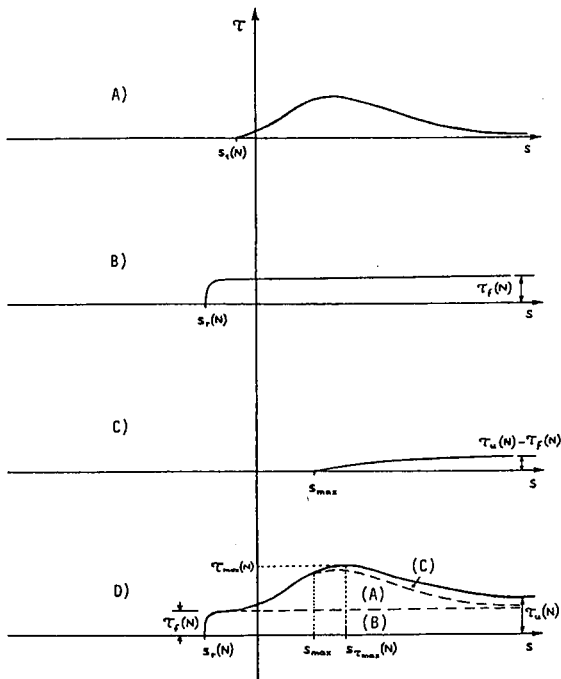 τ
A)
s₁(N)
s
B)
τf(N)
sr(N)
s
C)
τu(N) - τf(N)
smax
s
τmax(N)
(C)
D)
(A)
τf(N)
(B)
τu(N)
sr(N)
smax
sτmax(N)
s